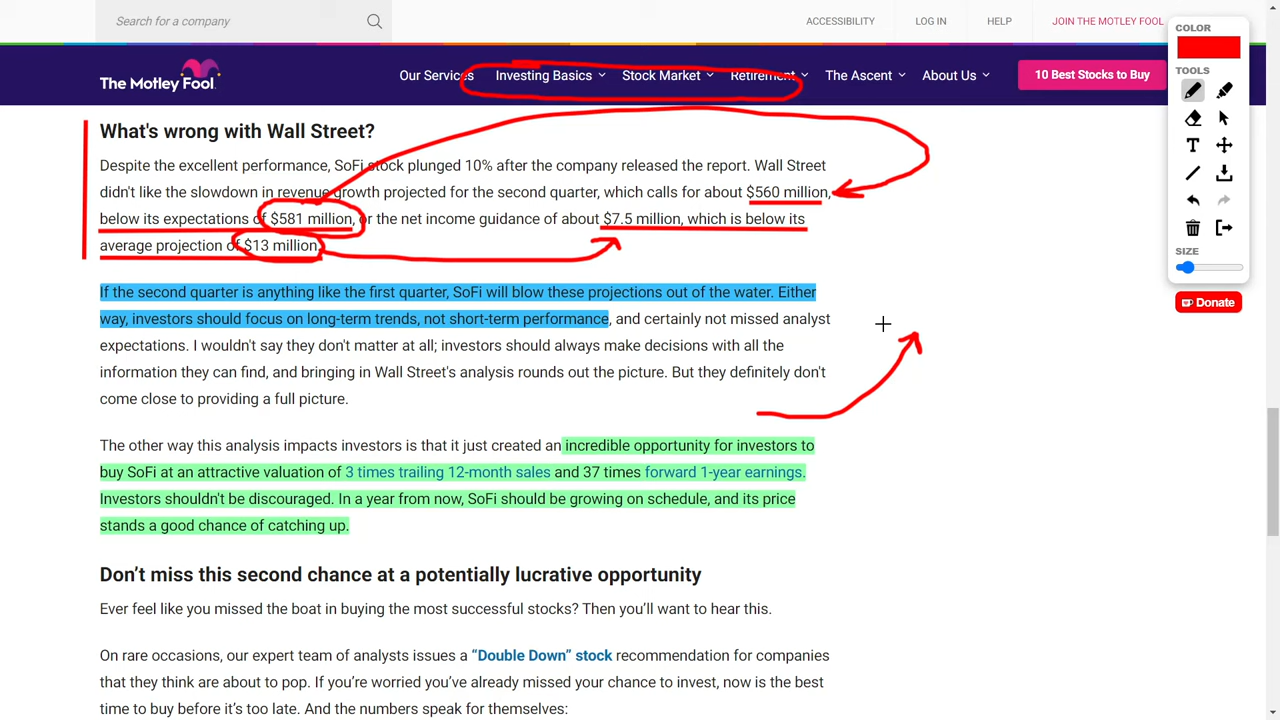 Search for a company
ACCESSIBILITY LOG IN HELP JOIN THE MOTLEY FOOL
The Motley Fool. Our Services Investing Basics Stock Market Retirement The Ascent About Us 10 Best Stocks to Buy
COLOR
TOOLS
T
SIZE
Donate
What's wrong with Wall Street?
Despite the excellent performance, SoFi stock plunged 10% after the company released the report. Wall Street
didn't like the slowdown in revenue growth projected for the second quarter, which calls for about $560 million,
below its expectations of $581 million, or the net income guidance of about $7.5 million, which is below its
average projection of $13 million.
If the second quarter is anything like the first quarter, SoFi will blow these projections out of the water. Either
way, investors should focus on long-term trends, not short-term performance, and certainly not missed analyst
expectations. I wouldn't say they don't matter at all; investors should always make decisions with all the
information they can find, and bringing in Wall Street's analysis rounds out the picture. But they definitely don't
come close to providing a full picture.
The other way this analysis impacts investors is that it just created an incredible opportunity for investors to
buy SoFi at an attractive valuation of 3 times trailing 12-month sales and 37 times forward 1-year earnings.
Investors shouldn't be discouraged. In a year from now, SoFi should be growing on schedule, and its price
stands a good chance of catching up.
Don’t miss this second chance at a potentially lucrative opportunity
Ever feel like you missed the boat in buying the most successful stocks? Then you’ll want to hear this.
On rare occasions, our expert team of analysts issues a “Double Down” stock recommendation for companies
that they think are about to pop. If you’re worried you’ve already missed your chance to invest, now is the best
time to buy before it’s too late. And the numbers speak for themselves: